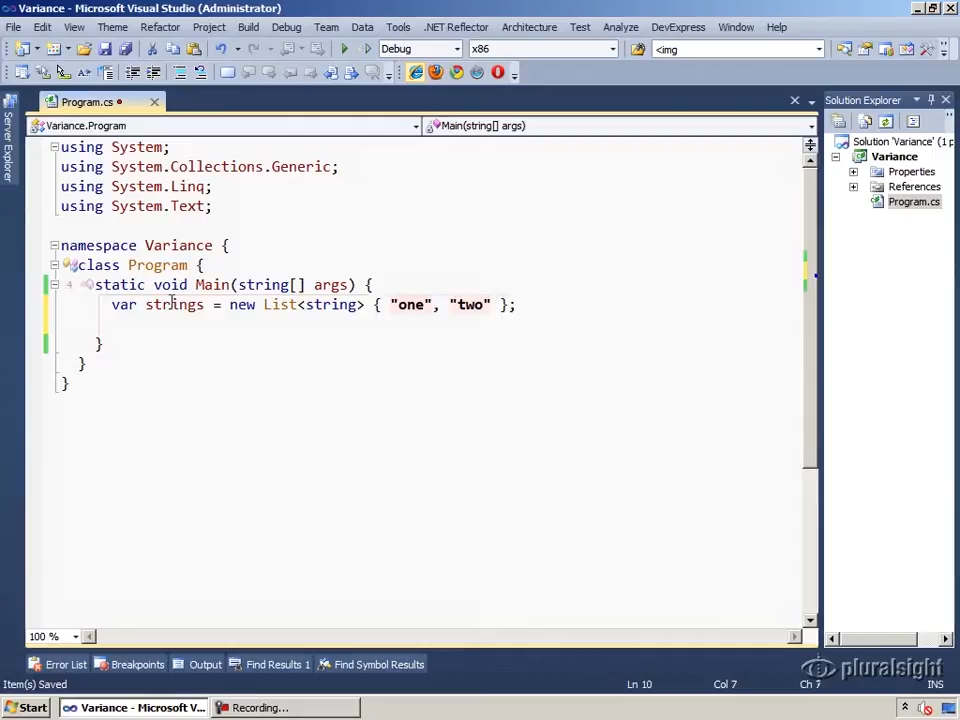 Variance - Microsoft Visual Studio (Administrator)
File Edit View Theme Refactor Project Build Debug Team Data Tools .NET Reflector Architecture Test Analyze DevExpress Window Help
Debug x86 <img
Program.cs
Variance.Program Main(string[] args)
Server Explorer
using System;
using System.Collections.Generic;
using System.Linq;
using System.Text;
namespace Variance {
class Program {
4 static void Main(string[] args) {
var strings = new List<string> { "one", "two" };
}
}
}
Solution Explorer
Solution 'Variance' (1 p
Variance
Properties
References
Program.cs
100 %
Error List Breakpoints Output Find Results 1 Find Symbol Results
pluralsight
Item(s) Saved Ln 10 Col 7 Ch 7 INS
Start Variance - Microsoft V... Recording...